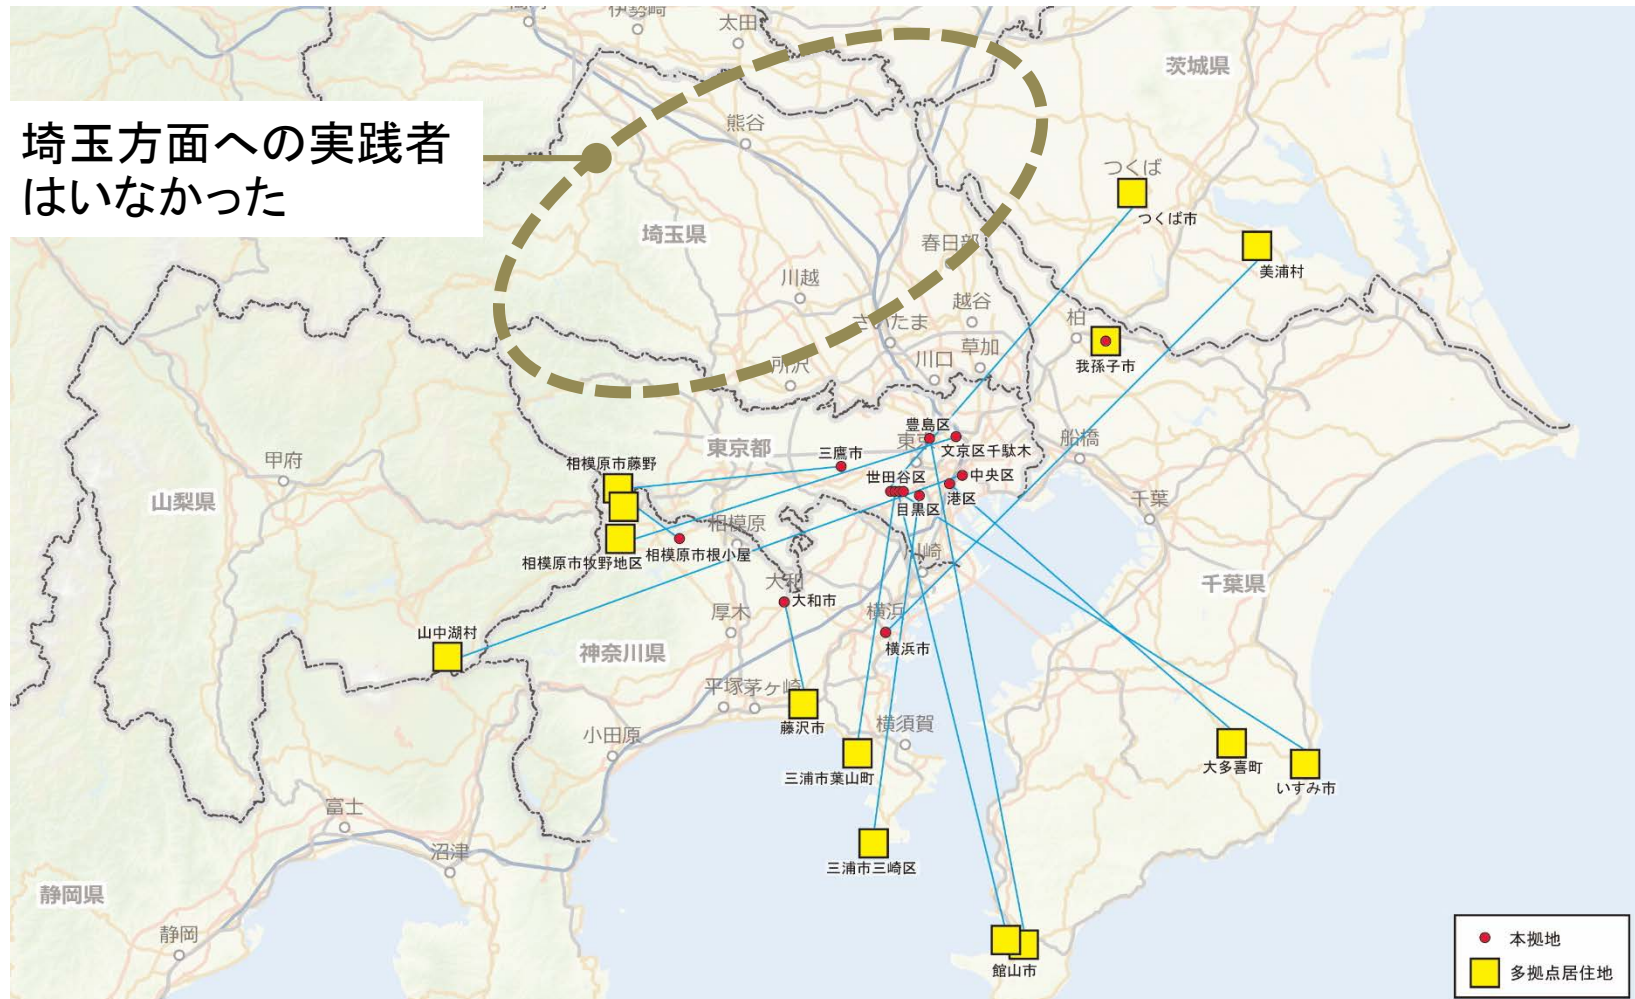 伊勢崎
太田
茨城県
埼玉方面への実践者
はいなかった
熊谷
つくば
つくば市
埼玉県
春日部
美浦村
川越
越谷
さいたま
柏
川口
草加
所沢
我孫子市
豊島区
東京
文京区千駄木
船橋
東京都
三鷹市
相模原市藤野
甲府
世田谷区
中央区
港区
目黒区
山梨県
千葉
相模原
川崎
相模原市牧野地区
相模原市根小屋
大和
大和市
千葉県
厚木
横浜
横浜市
山中湖村
神奈川県
平塚
茅ヶ崎
藤沢市
横須賀
小田原
三浦市葉山町
大多喜町
いすみ市
富士
沼津
三浦市三崎区
静岡県
静岡
館山市
本拠地
多拠点居住地